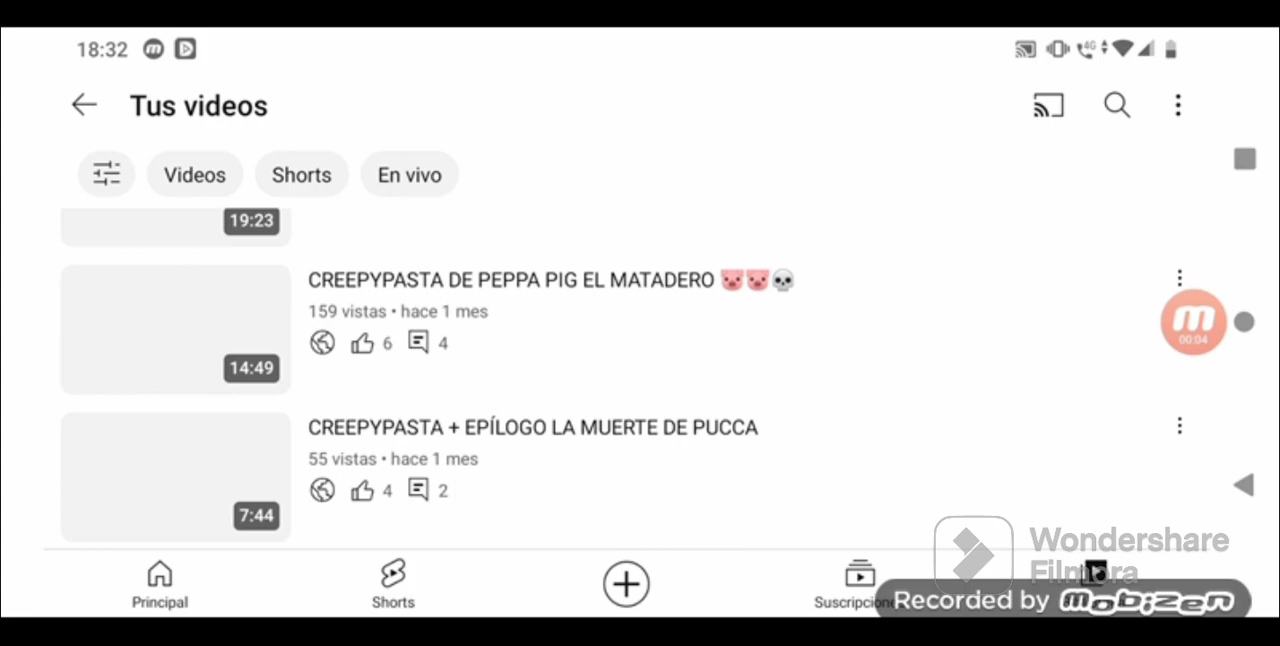 18:32
4G
Tus videos
Videos
Shorts
En vivo
19:23
CREEPYPASTA DE PEPPA PIG EL MATADERO 🐷🐷💀
159 vistas • hace 1 mes
6
4
14:49
00:04
CREEPYPASTA + EPÍLOGO LA MUERTE DE PUCCA
55 vistas • hace 1 mes
4
2
7:44
Wondershare
Filmora
Principal
Shorts
Suscripcione
Recorded by mobizen